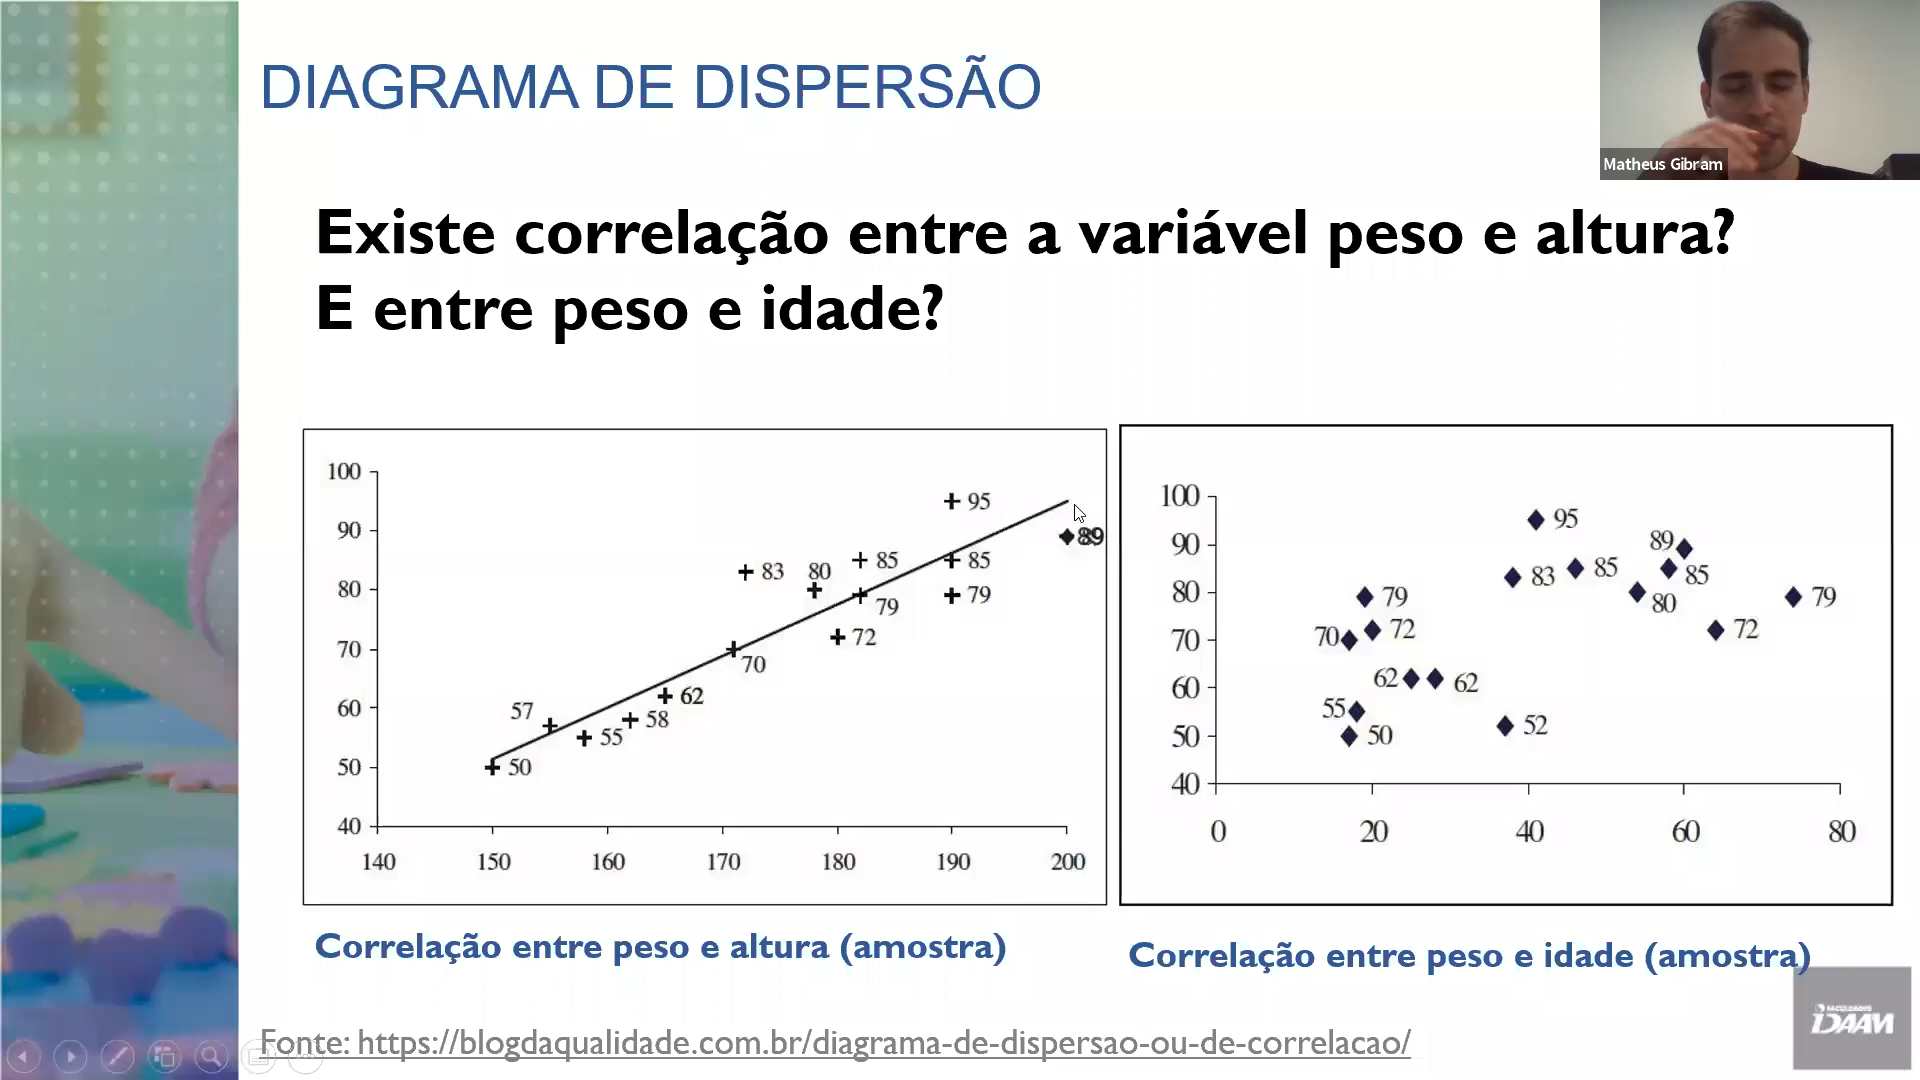 DIAGRAMA DE DISPERSÃO
Matheus Gibram
Existe correlação entre a variável peso e altura?
E entre peso e idade?
100
90
80
70
60
50
40
140 150 160 170 180 190 200
95
89
83 80 85 85
79 79
72
70
62
57 58
55
50
Correlação entre peso e altura (amostra)
100
90
80
70
60
50
40
0 20 40 60 80
95
89
83 85 85
79 80 79
70 72 72
62 62
55 52
50
Correlação entre peso e idade (amostra)
Fonte: https://blogdaqualidade.com.br/diagrama-de-dispersao-ou-de-correlacao/
FACULDADES
IDAAM